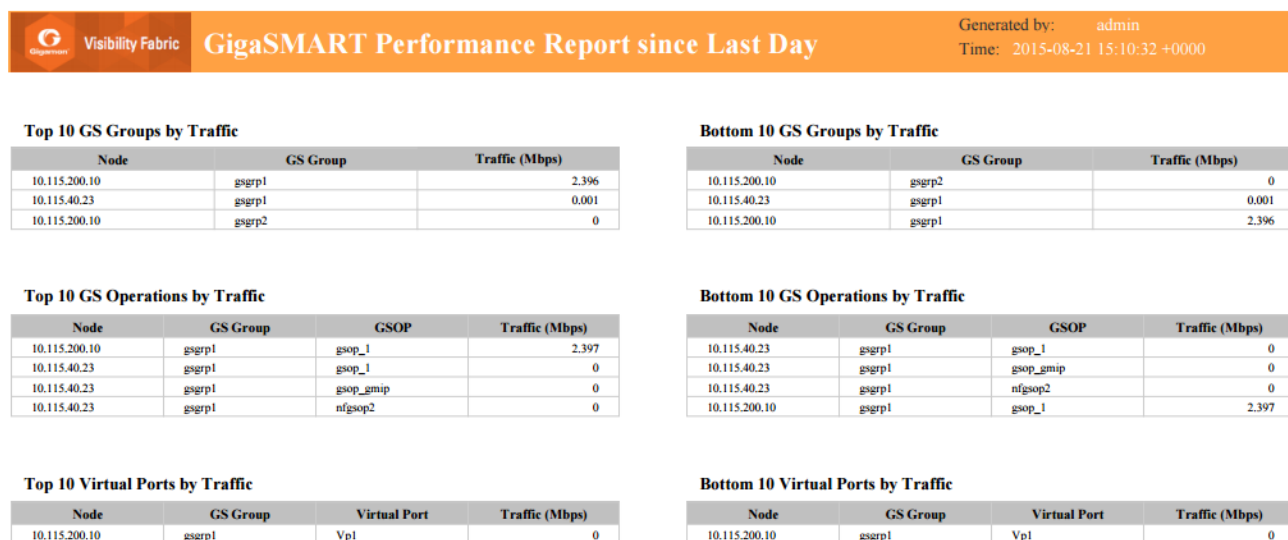 Gigamon Visibility Fabric GigaSMART Performance Report since Last Day
Generated by: admin
Time: 2015-08-21 15:10:32 +0000
Top 10 GS Groups by Traffic
Node GS Group Traffic (Mbps)
10.115.200.10 gsgrp1 2.396
10.115.40.23 gsgrp1 0.001
10.115.200.10 gsgrp2 0
Bottom 10 GS Groups by Traffic
Node GS Group Traffic (Mbps)
10.115.200.10 gsgrp2 0
10.115.40.23 gsgrp1 0.001
10.115.200.10 gsgrp1 2.396
Top 10 GS Operations by Traffic
Node GS Group GSOP Traffic (Mbps)
10.115.200.10 gsgrp1 gsop_1 2.397
10.115.40.23 gsgrp1 gsop_1 0
10.115.40.23 gsgrp1 gsop_gmip 0
10.115.40.23 gsgrp1 nfgsop2 0
Bottom 10 GS Operations by Traffic
Node GS Group GSOP Traffic (Mbps)
10.115.40.23 gsgrp1 gsop_1 0
10.115.40.23 gsgrp1 gsop_gmip 0
10.115.40.23 gsgrp1 nfgsop2 0
10.115.200.10 gsgrp1 gsop_1 2.397
Top 10 Virtual Ports by Traffic
Node GS Group Virtual Port Traffic (Mbps)
10.115.200.10 gsgrp1 Vp1 0
Bottom 10 Virtual Ports by Traffic
Node GS Group Virtual Port Traffic (Mbps)
10.115.200.10 gsgrp1 Vp1 0